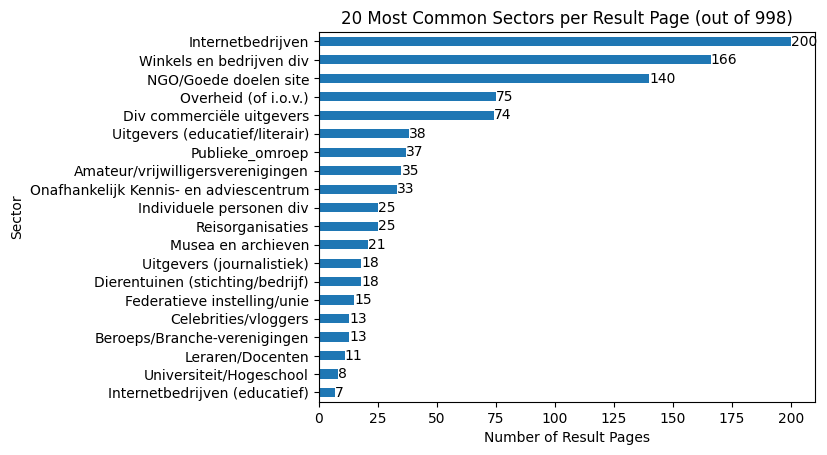 20 Most Common Sectors per Result Page (out of 998)
Internetbedrijven 200
Winkels en bedrijven div 166
NGO/Goede doelen site 140
Overheid (of i.o.v.) 75
Div commerciële uitgevers 74
Uitgevers (educatief/literair) 38
Publieke_omroep 37
Amateur/vrijwilligersverenigingen 35
Onafhankelijk Kennis- en adviescentrum 33
Individuele personen div 25
Reisorganisaties 25
Musea en archieven 21
Uitgevers (journalistiek) 18
Dierentuinen (stichting/bedrijf) 18
Federatieve instelling/unie 15
Celebrities/vloggers 13
Beroeps/Branche-verenigingen 13
Leraren/Docenten 11
Universiteit/Hogeschool 8
Internetbedrijven (educatief) 7
Sector
0 25 50 75 100 125 150 175 200
Number of Result Pages